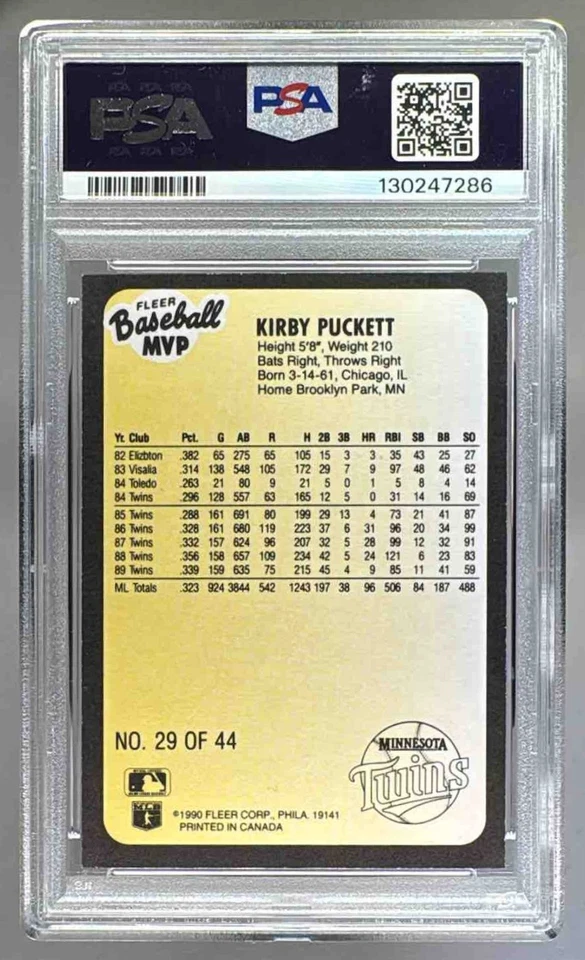 PSA
PSA
130247286
FLEER
Baseball
MVP
KIRBY PUCKETT
Height 5'8", Weight 210
Bats Right, Throws Right
Born 3-14-61, Chicago, IL
Home Brooklyn Park, MN
Yr. Club Pct. G AB R H 2B 3B HR RBI SB BB SO
82 Elizbton .382 65 275 65 105 15 3 3 35 43 25 27
83 Visalia .314 138 548 105 172 29 7 9 97 48 46 62
84 Toledo .263 21 80 9 21 5 0 1 5 8 4 14
84 Twins .296 128 557 63 165 12 5 0 31 14 16 69
85 Twins .288 161 691 80 199 29 13 4 73 21 41 87
86 Twins .328 161 680 119 223 37 6 31 96 20 34 99
87 Twins .332 157 624 96 207 32 5 28 99 12 32 91
88 Twins .356 158 657 109 234 42 5 24 121 6 23 83
89 Twins .339 159 635 75 215 45 4 9 85 11 41 59
ML Totals .323 924 3844 542 1243 197 38 96 506 84 187 488
NO. 29 OF 44
MINNESOTA
Twins
MLB
©1990 FLEER CORP., PHILA. 19141
PRINTED IN CANADA